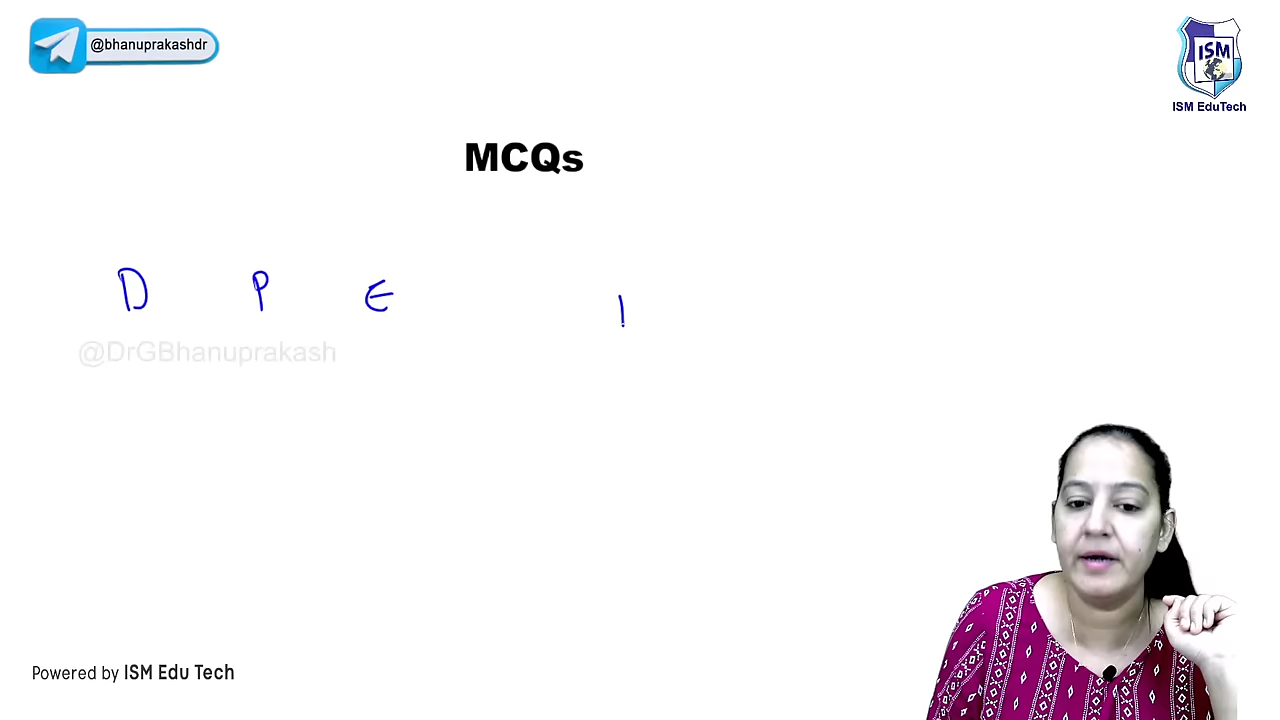 @bhanuprakashdr
ISM
ISM EduTech
MCQs
D P E I
@DrGBhanuprakash
Powered by ISM Edu Tech